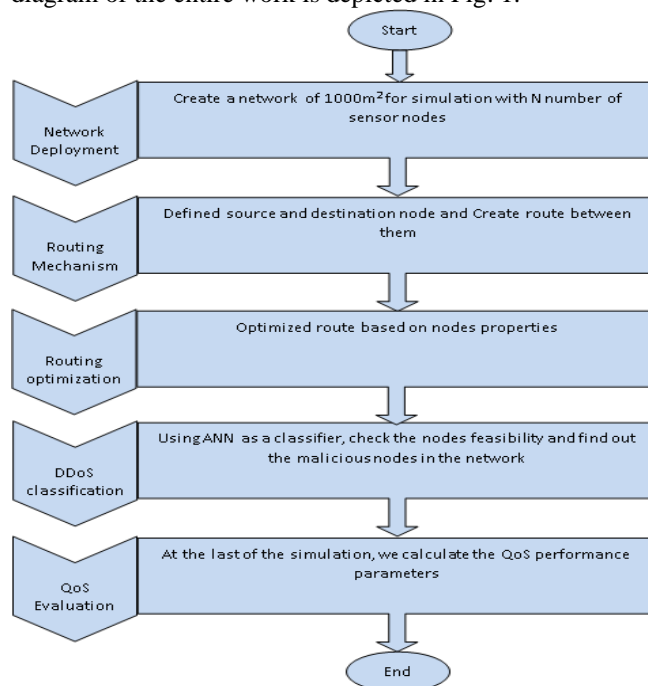 diagram of the entire work is depicted in Fig. 1.
Start
Network
Deployment
Create a network of 1000m² for simulation with N number of
sensor nodes
Routing
Mechanism
Defined source and destination node and Create route between
them
Routing
optimization
Optimized route based on nodes properties
DDoS
classification
Using ANN as a classifier, check the nodes feasibility and find out
the malicious nodes in the network
QoS
Evaluation
At the last of the simulation, we calculate the QoS performance
parameters
End